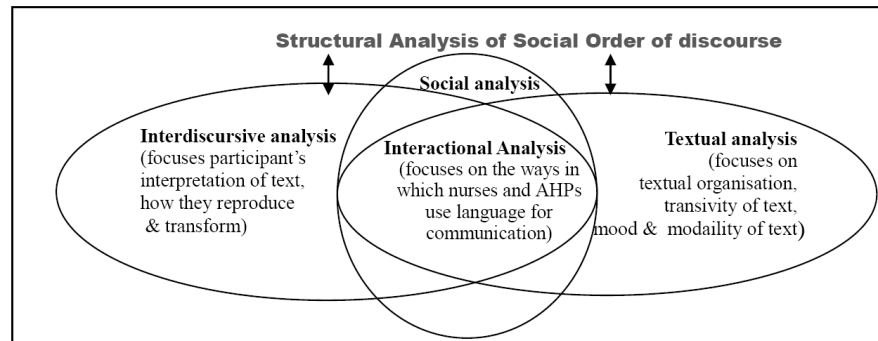 Structural Analysis of Social Order of discourse
Social analysis
Interdiscursive analysis
(focuses participant's
interpretation of text,
how they reproduce
& transform)
Interactional Analysis
(focuses on the ways in
which nurses and AHPs
use language for
communication)
Textual analysis
(focuses on
textual organisation,
transivity of text,
mood & modaility of text)